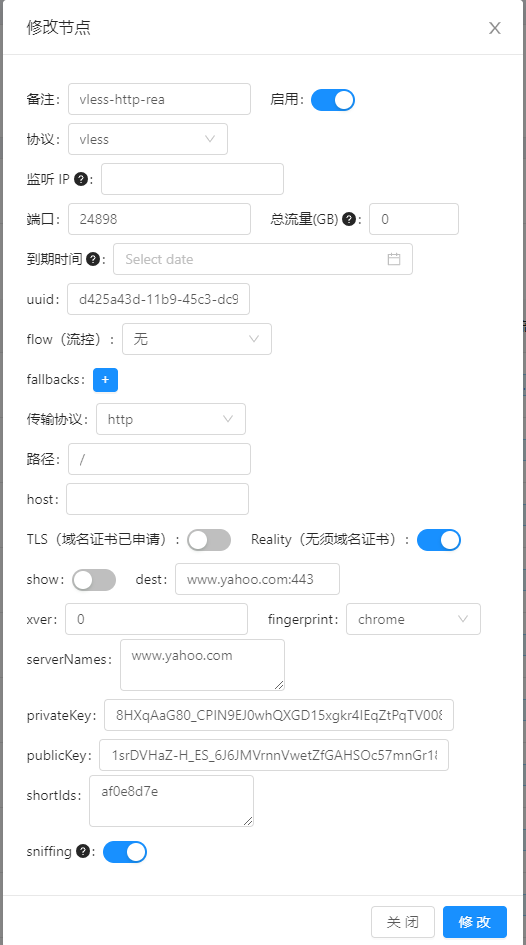 修改节点
备注: vless-http-rea 启用:
协议: vless
监听 IP ?:
端口: 24898 总流量(GB) ?: 0
到期时间 ?: Select date
uuid: d425a43d-11b9-45c3-dc9
flow（流控）: 无
fallbacks: +
传输协议: http
路径: /
host:
TLS（域名证书已申请）: Reality（无须域名证书）:
show: dest: www.yahoo.com:443
xver: 0 fingerprint: chrome
serverNames: www.yahoo.com
privateKey: 8HXqAaG80_CPIN9EJ0whQXGD15xgkr4IEqZtPqTV008
publicKey: 1srDVHaZ-H_ES_6J6JMVrnnVwetZfGAHSOc57mnGr18
shortIds: af0e8d7e
sniffing ?:
关 闭 修 改